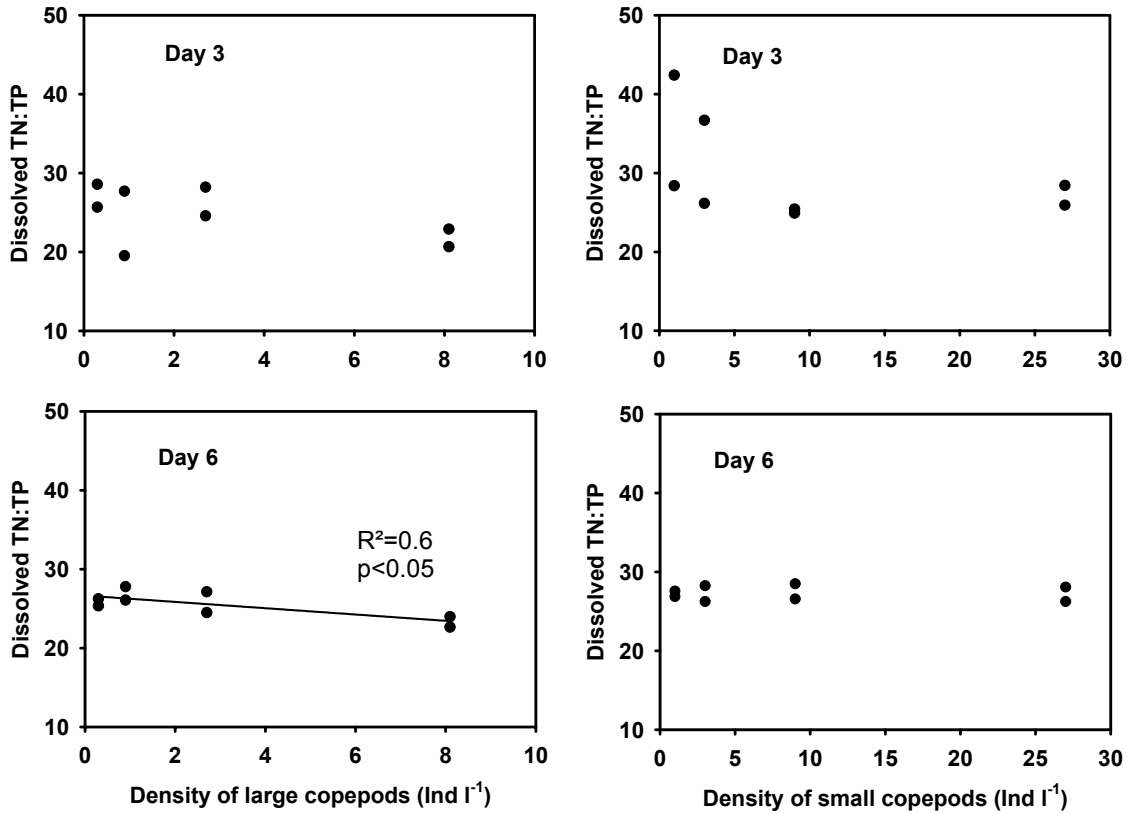 50
40
30
20
10
Dissolved TN:TP
Day 3
0 2 4 6 8 10
50
40
30
20
10
Dissolved TN:TP
Day 3
0 5 10 15 20 25 30
50
40
30
20
10
Dissolved TN:TP
Day 6
R²=0.6
p<0.05
0 2 4 6 8 10
Density of large copepods (Ind l⁻¹)
50
40
30
20
10
Dissolved TN:TP
Day 6
0 5 10 15 20 25 30
Density of small copepods (Ind l⁻¹)